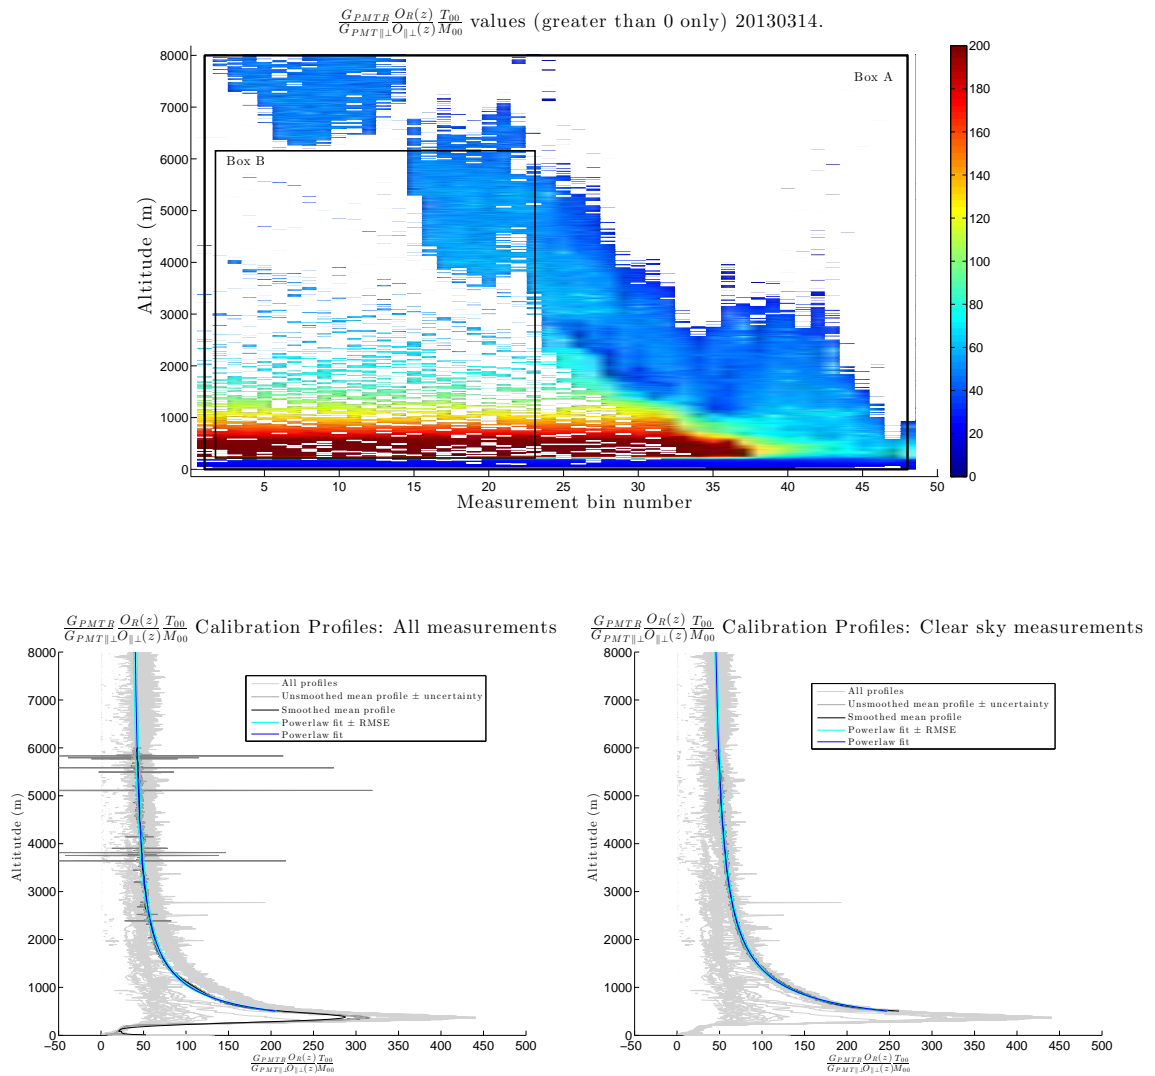 G_PMTR/G_PMT∥⊥ O_R(z)/O_∥⊥(z) T_00/M_00 values (greater than 0 only) 20130314.
8000
7000
6000
5000
4000
3000
2000
1000
0
Altitude (m)
Box A
Box B
5 10 15 20 25 30 35 40 45 50
Measurement bin number
200
180
160
140
120
100
80
60
40
20
0
G_PMTR/G_PMT∥⊥ O_R(z)/O_∥⊥(z) T_00/M_00 Calibration Profiles: All measurements
8000
7000
6000
5000
4000
3000
2000
1000
0
Altitutde (m)
All profiles
Unsmoothed mean profile ± uncertainty
Smoothed mean profile
Powerlaw fit ± RMSE
Powerlaw fit
−50 0 50 100 150 200 250 300 350 400 450 500
G_PMTR/G_PMT∥⊥ O_R(z)/O_∥⊥(z) T_00/M_00
G_PMTR/G_PMT∥⊥ O_R(z)/O_∥⊥(z) T_00/M_00 Calibration Profiles: Clear sky measurements
8000
7000
6000
5000
4000
3000
2000
1000
0
Altitutde (m)
All profiles
Unsmoothed mean profile ± uncertainty
Smoothed mean profile
Powerlaw fit ± RMSE
Powerlaw fit
−50 0 50 100 150 200 250 300 350 400 450 500
G_PMTR/G_PMT∥⊥ O_R(z)/O_∥⊥(z) T_00/M_00